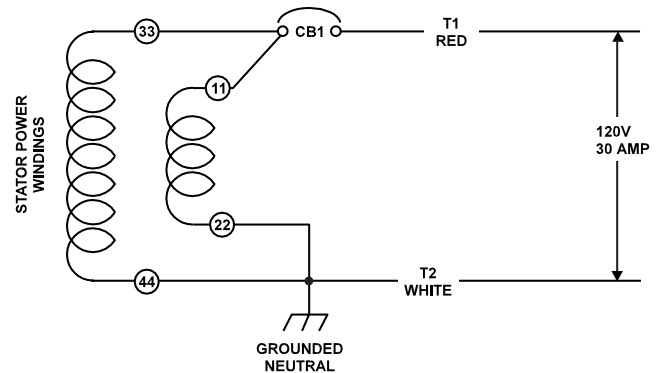 33
CB1
T1
RED
11
STATOR POWER
WINDINGS
120V
30 AMP
22
T2
WHITE
44
GROUNDED
NEUTRAL